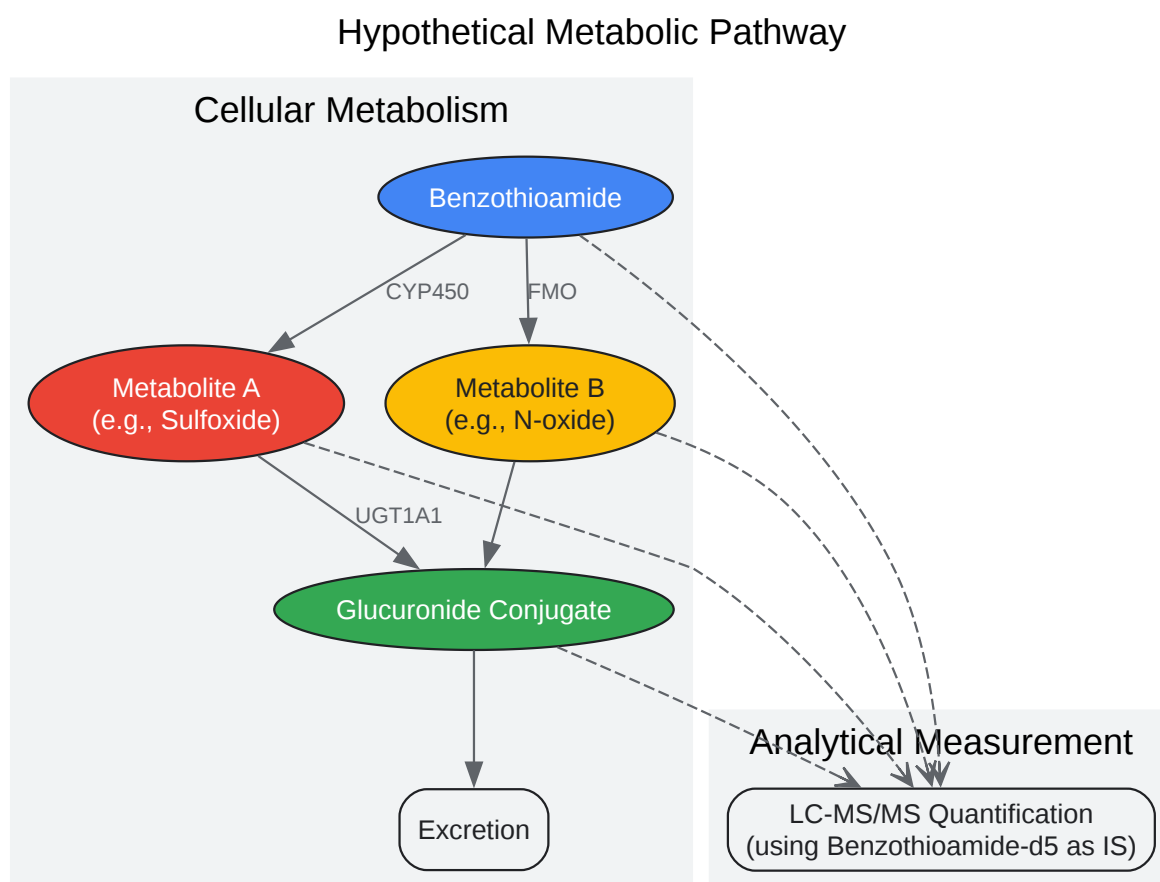 Hypothetical Metabolic Pathway
Cellular Metabolism
Benzothioamide
CYP450
FMO
Metabolite A
(e.g., Sulfoxide)
Metabolite B
(e.g., N-oxide)
UGT1A1
Glucuronide Conjugate
Analytical Measurement
Excretion
LC-MS/MS Quantification
(using Benzothioamide-d5 as IS)